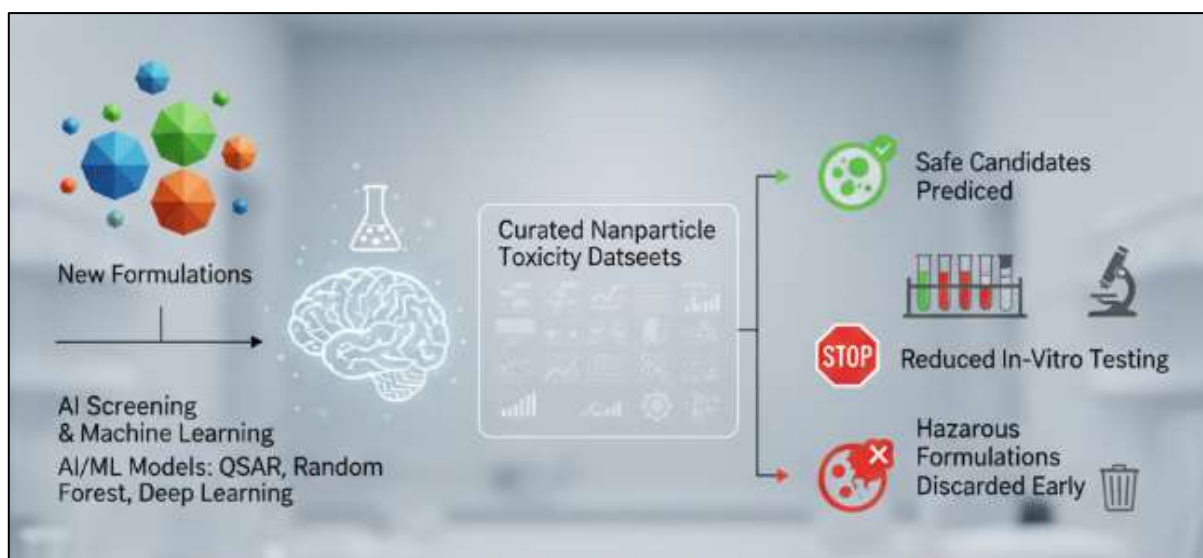 New Formulations
AI Screening
& Machine Learning
AI/ML Models: QSAR, Random
Forest, Deep Learning
Curated Nanparticle
Toxicity Datseets
Safe Candidates
Prediced
STOP
Reduced In-Vitro Testing
Hazarous
Formulations
Discarded Early